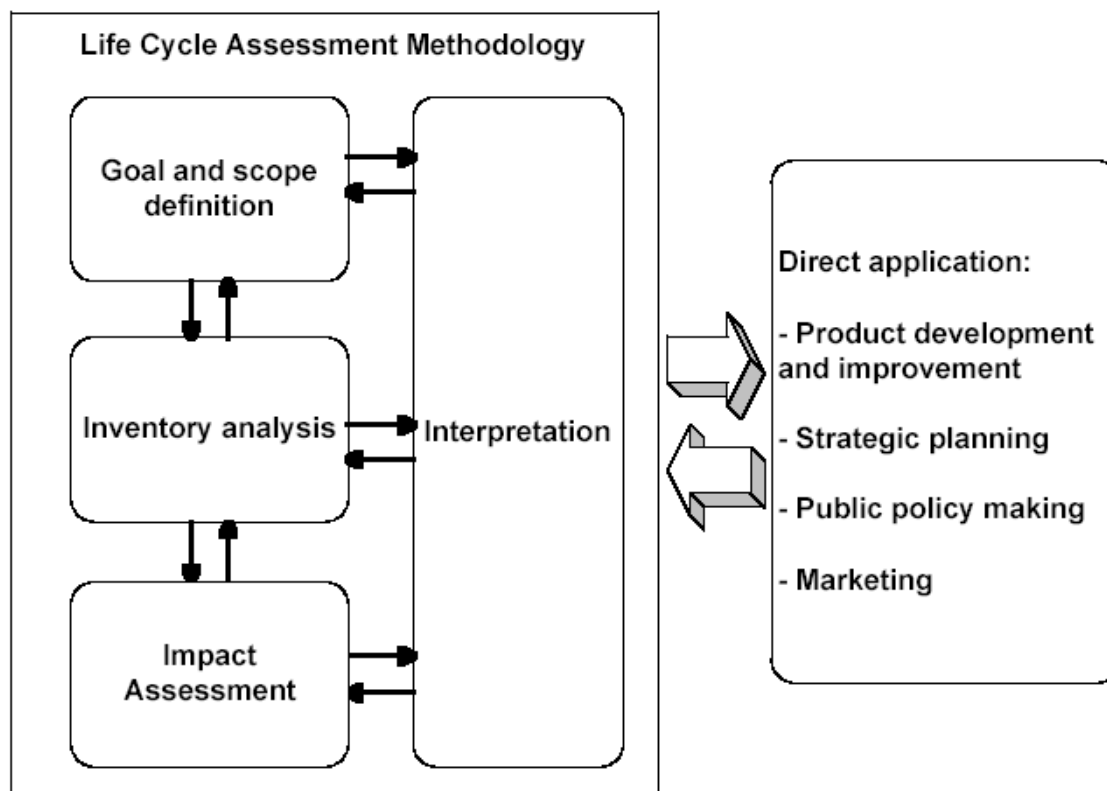 Life Cycle Assessment Methodology
Goal and scope
definition
Inventory analysis
Impact
Assessment
Interpretation
Direct application:
- Product development
and improvement
- Strategic planning
- Public policy making
- Marketing